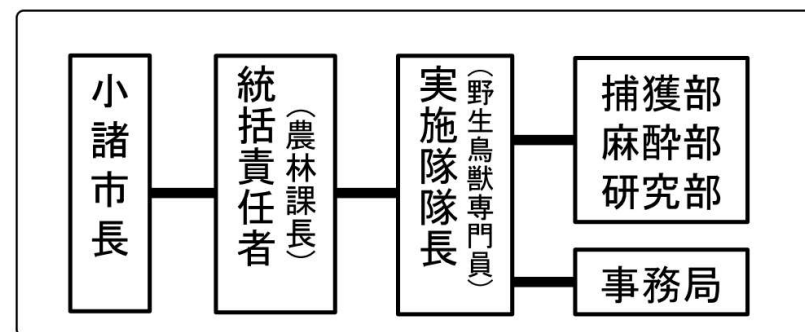 小諸市長
統括責任者
（農林課長）
実施隊隊長
（野生鳥獣専門員）
捕獲部
麻酔部
研究部
事務局